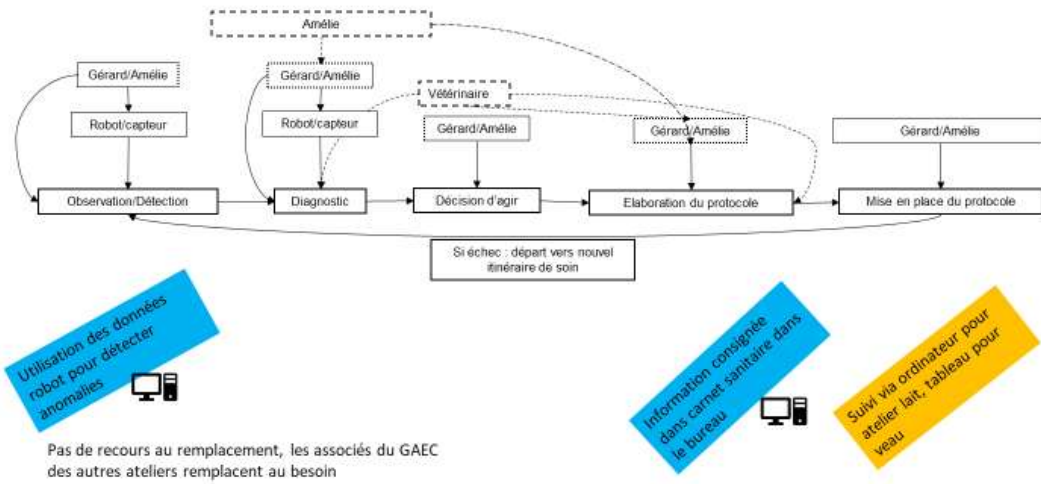 Amélie
Gérard/Amélie
Gérard/Amélie
Vétérinaire
Robot/capteur
Robot/capteur
Gérard/Amélie
Gérard/Amélie
Gérard/Amélie
Observation/Détection
Diagnostic
Décision d'agir
Elaboration du protocole
Mise en place du protocole
Si échec : départ vers nouvel
itinéraire de soin
Utilisation des données
robot pour détecter
anomalies
Information consignée
dans carnet sanitaire dans
le bureau
Suivi via ordinateur pour
atelier lait, tableau pour
veau
Pas de recours au remplacement, les associés du GAEC
des autres ateliers remplacent au besoin